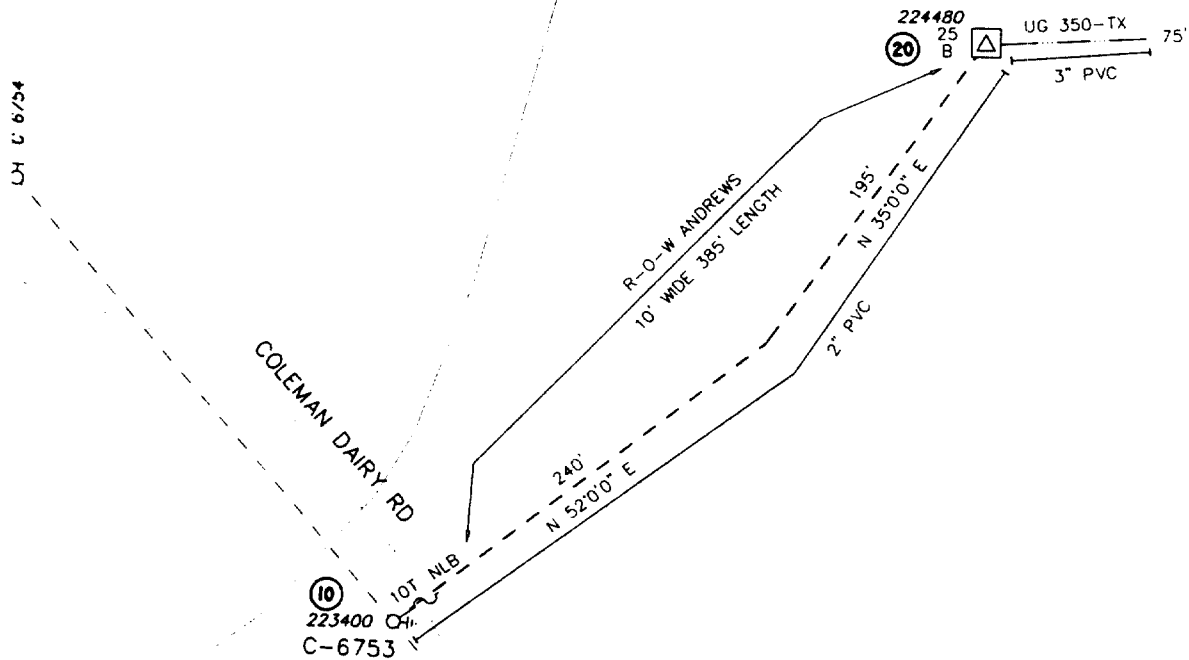 224480
25
B
20
UG 350-TX
75'
3" PVC
R-O-W ANDREWS
10' WIDE 385' LENGTH
195'
N 35°0'0" E
2" PVC
COLEMAN DAIRY RD
240'
N 52°0'0" E
10T NLB
10
223400
C-6753